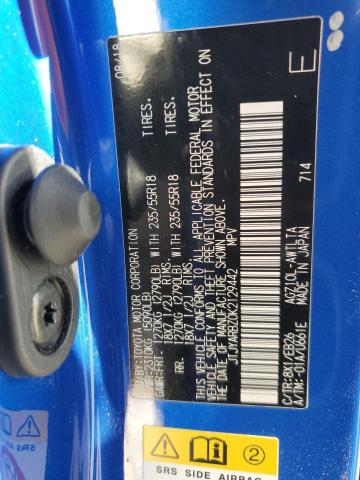 08/18
MFD. BY: TOYOTA MOTOR CORPORATION
GVWR: 2310KG (5090LB)
GAWR: FRT. 1270KG (2790LB) WITH 235/55R18 TIRES.
18X7 1/2J RIMS.
RR. 1270KG (2790LB) WITH 235/55R18 TIRES.
18X7 1/2J RIMS.
THIS VEHICLE CONFORMS TO ALL APPLICABLE FEDERAL MOTOR
VEHICLE SAFETY AND THEFT PREVENTION STANDARDS IN EFFECT ON
THE DATE OF MANUFACTURE SHOWN ABOVE.
MPV
C/TR: 8X1/EB26 AGZ10L-AWTLTA
A/TM: -01A/U661E MADE IN JAPAN
714
E
SRS SIDE AIRBAG
2